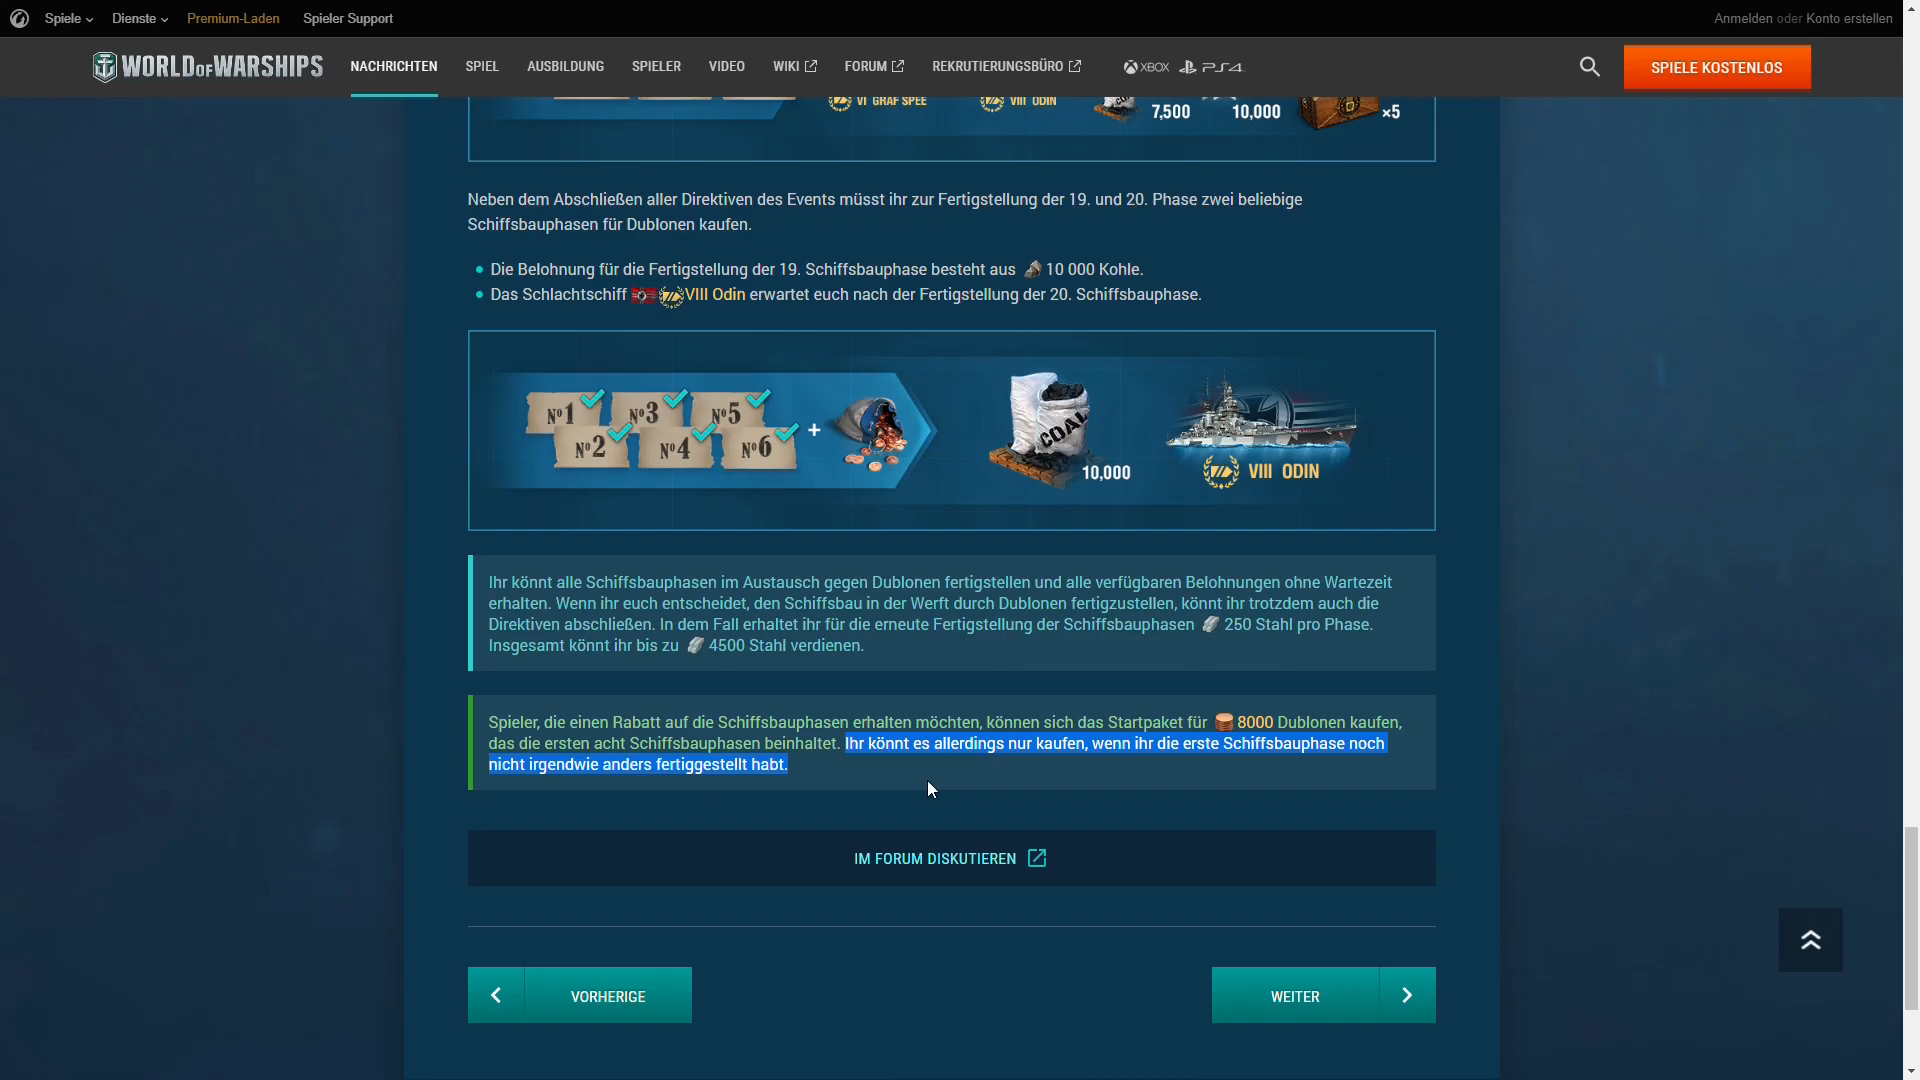 Spiele
Dienste
Premium-Laden
Spieler Support
Anmelden oder Konto erstellen
WORLD OF WARSHIPS
NACHRICHTEN
SPIEL
AUSBILDUNG
SPIELER
VIDEO
WIKI
FORUM
REKRUTIERUNGSBÜRO
XBOX
PS4
SPIELE KOSTENLOS
VI GRAF SPEE
VIII ODIN
7,500
10,000
×5
Neben dem Abschließen aller Direktiven des Events müsst ihr zur Fertigstellung der 19. und 20. Phase zwei beliebige
Schiffsbauphasen für Dublonen kaufen.
Die Belohnung für die Fertigstellung der 19. Schiffsbauphase besteht aus 10 000 Kohle.
Das Schlachtschiff VIII Odin erwartet euch nach der Fertigstellung der 20. Schiffsbauphase.
Nº1
Nº3
Nº5
Nº2
Nº4
Nº6
+
COAL
10,000
VIII ODIN
Ihr könnt alle Schiffsbauphasen im Austausch gegen Dublonen fertigstellen und alle verfügbaren Belohnungen ohne Wartezeit
erhalten. Wenn ihr euch entscheidet, den Schiffsbau in der Werft durch Dublonen fertigzustellen, könnt ihr trotzdem auch die
Direktiven abschließen. In dem Fall erhaltet ihr für die erneute Fertigstellung der Schiffsbauphasen 250 Stahl pro Phase.
Insgesamt könnt ihr bis zu 4500 Stahl verdienen.
Spieler, die einen Rabatt auf die Schiffsbauphasen erhalten möchten, können sich das Startpaket für 8000 Dublonen kaufen,
das die ersten acht Schiffsbauphasen beinhaltet. Ihr könnt es allerdings nur kaufen, wenn ihr die erste Schiffsbauphase noch
nicht irgendwie anders fertiggestellt habt.
IM FORUM DISKUTIEREN
VORHERIGE
WEITER